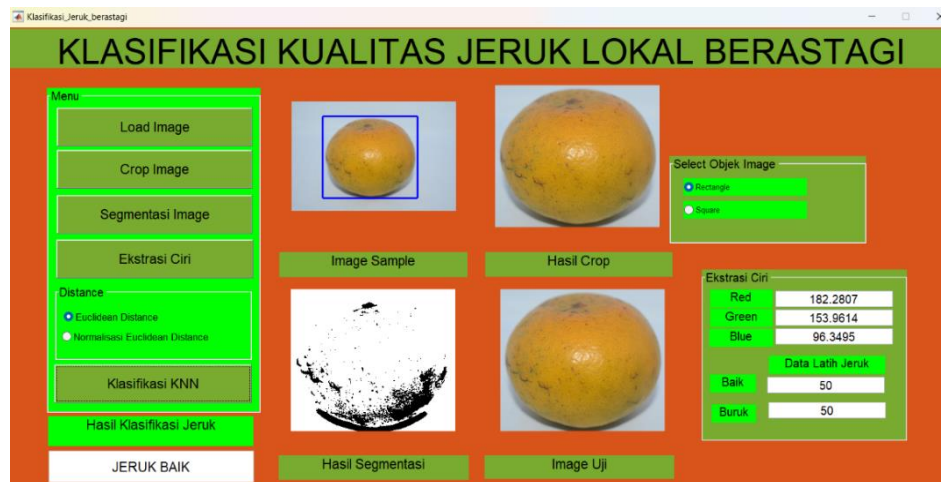 Klasifikasi_Jeruk_berastagi
KLASIFIKASI KUALITAS JERUK LOKAL BERASTAGI
Menu
Load Image
Crop Image
Segmentasi Image
Ekstrasi Ciri
Distance
Euclidean Distance
Normalisasi Euclidean Distance
Klasifikasi KNN
Hasil Klasifikasi Jeruk
JERUK BAIK
Image Sample
Hasil Crop
Hasil Segmentasi
Image Uji
Select Objek Image
Rectangle
Square
Ekstrasi Ciri
Red 182.2807
Green 153.9614
Blue 96.3495
Data Latih Jeruk
Baik 50
Buruk 50